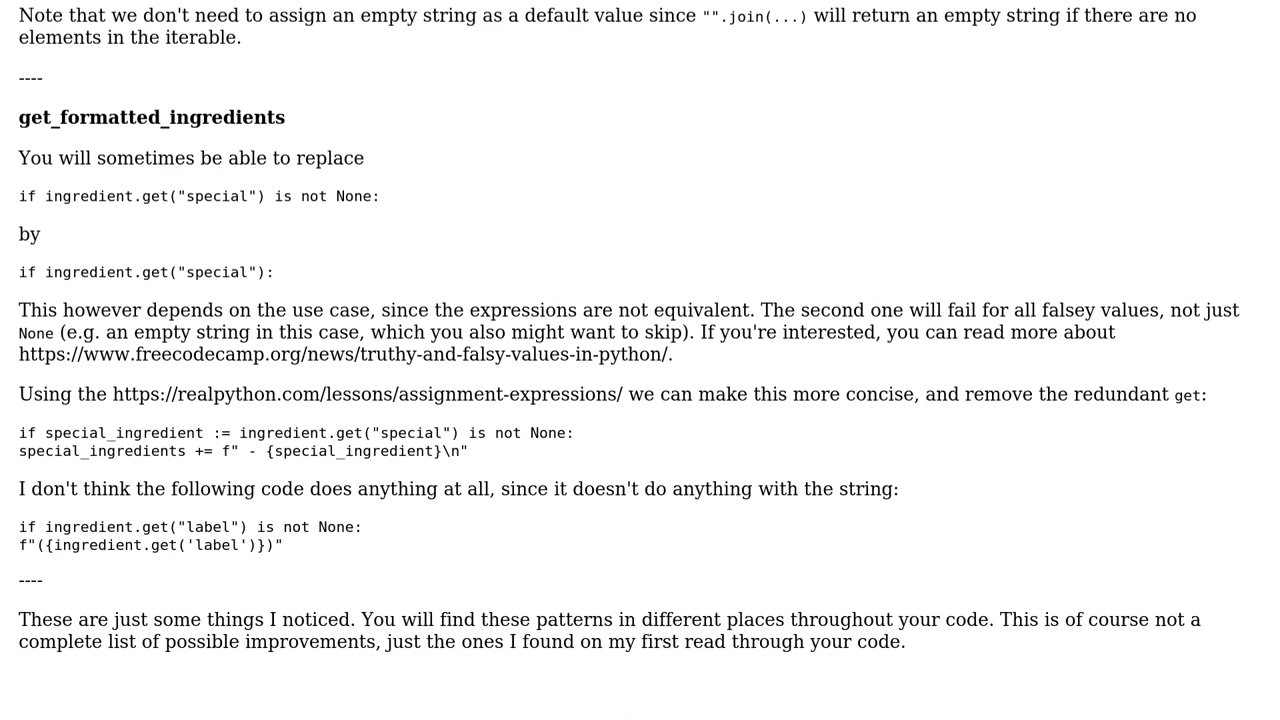 Note that we don't need to assign an empty string as a default value since "".join(...) will return an empty string if there are no
elements in the iterable.
----
get_formatted_ingredients
You will sometimes be able to replace
if ingredient.get("special") is not None:
by
if ingredient.get("special"):
This however depends on the use case, since the expressions are not equivalent. The second one will fail for all falsey values, not just
None (e.g. an empty string in this case, which you also might want to skip). If you're interested, you can read more about
https://www.freecodecamp.org/news/truthy-and-falsy-values-in-python/.
Using the https://realpython.com/lessons/assignment-expressions/ we can make this more concise, and remove the redundant get:
if special_ingredient := ingredient.get("special") is not None:
special_ingredients += f" - {special_ingredient}\n"
I don't think the following code does anything at all, since it doesn't do anything with the string:
if ingredient.get("label") is not None:
f"({ingredient.get('label')})"
----
These are just some things I noticed. You will find these patterns in different places throughout your code. This is of course not a
complete list of possible improvements, just the ones I found on my first read through your code.